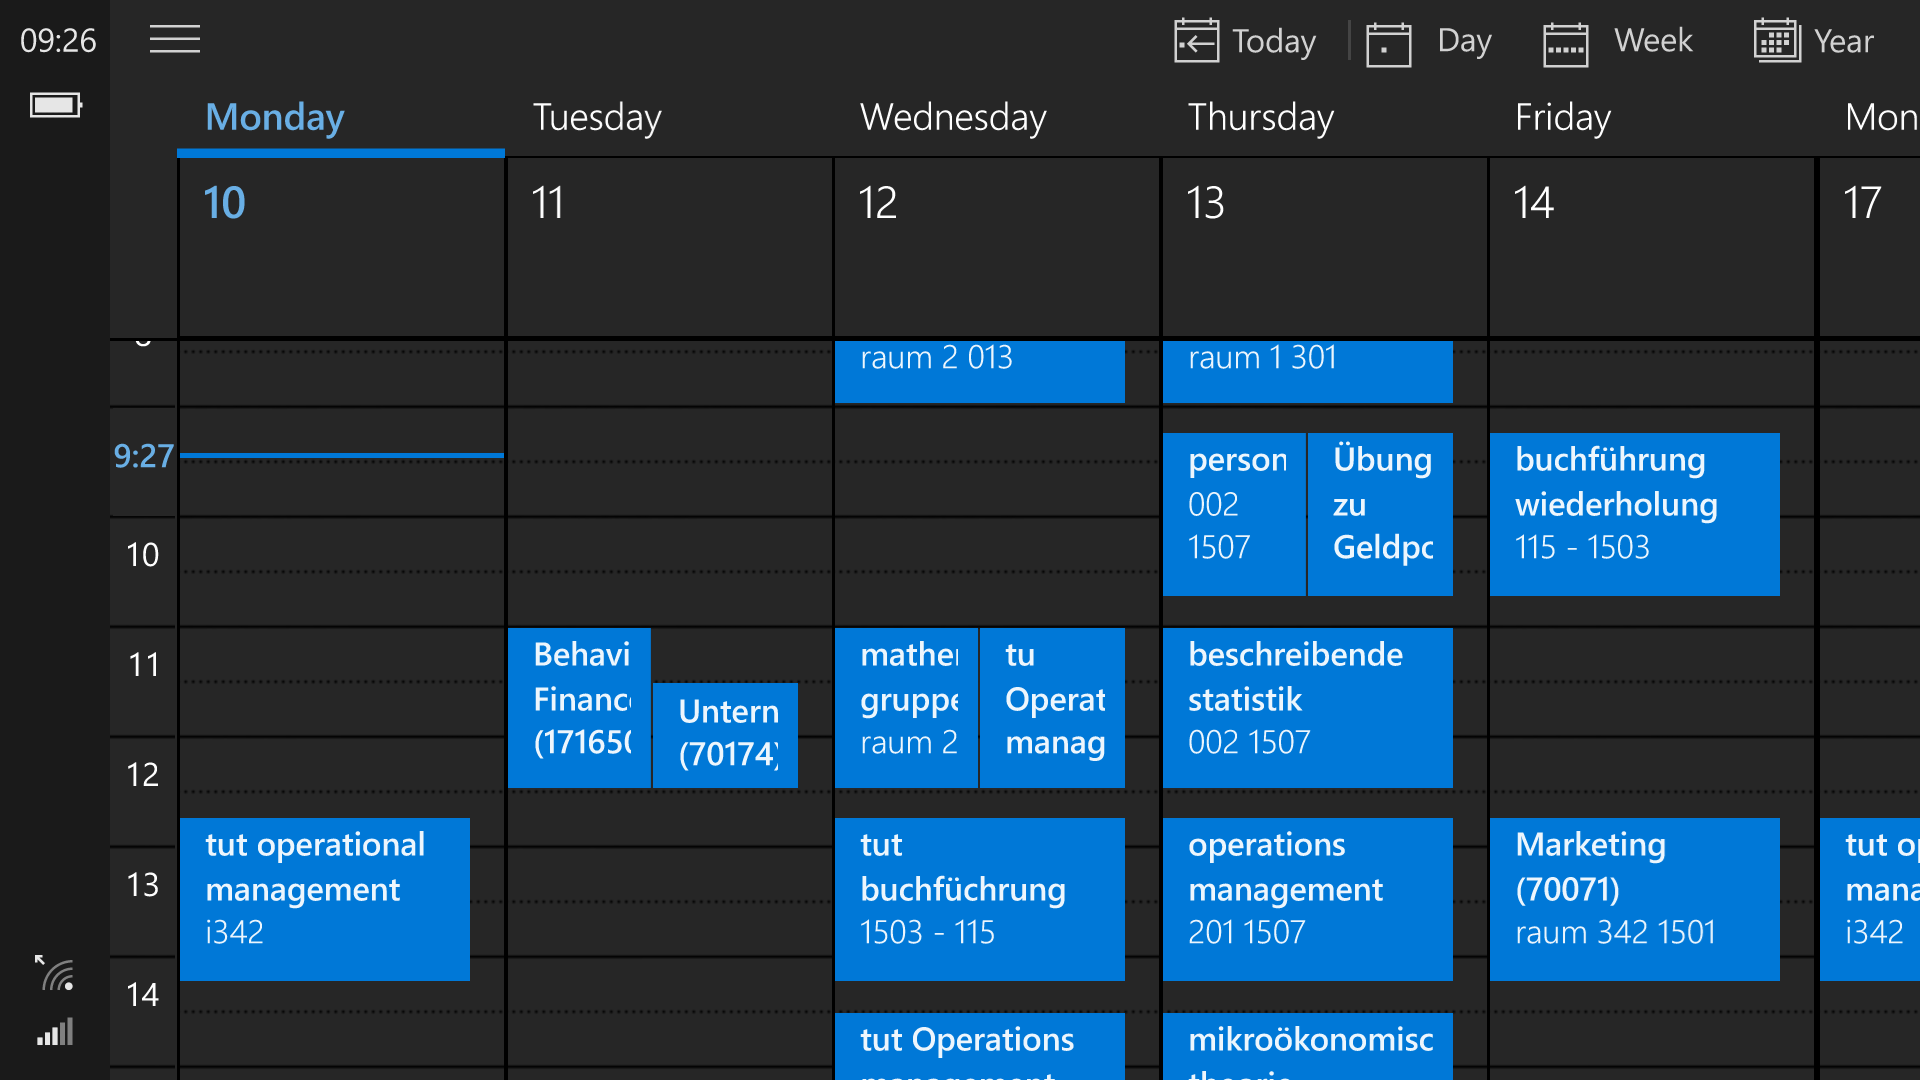 09:26
Today
Day
Week
Year
Monday
Tuesday
Wednesday
Thursday
Friday
Mon
10
11
12
13
14
17
raum 2 013
raum 1 301
9:27
person
002
1507
Übung
zu
Geldpo
buchführung
wiederholung
115 - 1503
10
11
Behavi
Financ
(17165
Untern
(70174)
mathe
gruppe
raum 2
tu
Operat
manag
beschreibende
statistik
002 1507
12
tut operational
management
i342
tut
buchfüchrung
1503 - 115
operations
management
201 1507
Marketing
(70071)
raum 342 1501
tut o
mana
i342
13
14
tut Operations
management
mikroökonomisc
theorie